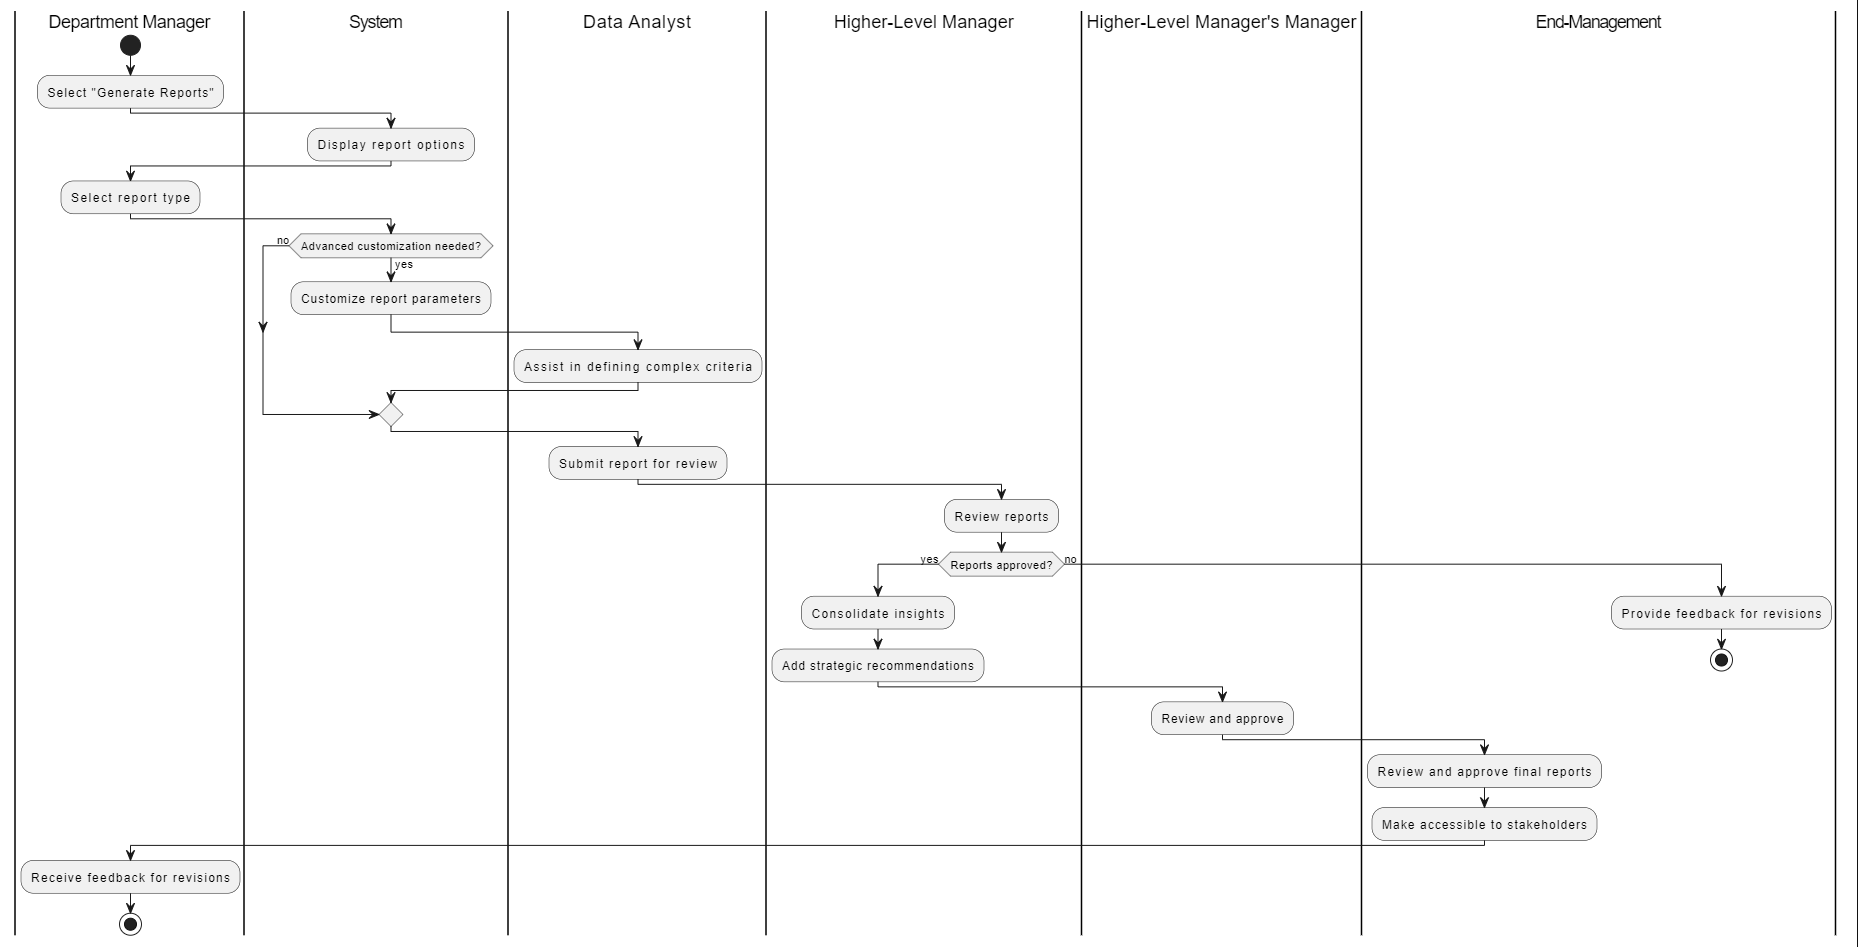 Department Manager
System
Data Analyst
Higher-Level Manager
Higher-Level Manager's Manager
End-Management
Select "Generate Reports"
Display report options
Select report type
no
Advanced customization needed?
yes
Customize report parameters
Assist in defining complex criteria
Submit report for review
Review reports
yes
Reports approved?
no
Consolidate insights
Provide feedback for revisions
Add strategic recommendations
Review and approve
Review and approve final reports
Make accessible to stakeholders
Receive feedback for revisions